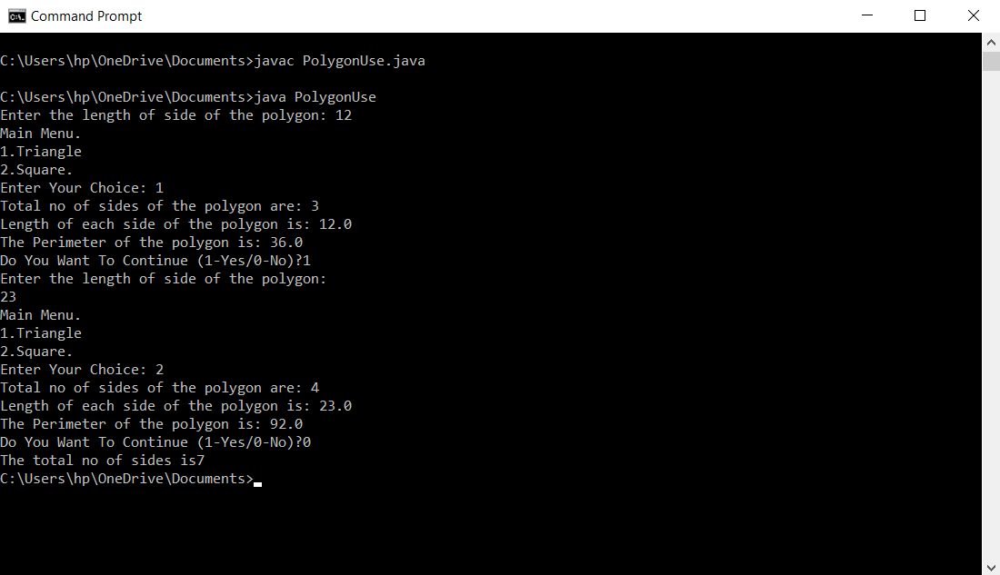 Command Prompt
C:\Users\hp\OneDrive\Documents>javac PolygonUse.java
C:\Users\hp\OneDrive\Documents>java PolygonUse
Enter the length of side of the polygon: 12
Main Menu.
1.Triangle
2.Square.
Enter Your Choice: 1
Total no of sides of the polygon are: 3
Length of each side of the polygon is: 12.0
The Perimeter of the polygon is: 36.0
Do You Want To Continue (1-Yes/0-No)?1
Enter the length of side of the polygon:
23
Main Menu.
1.Triangle
2.Square.
Enter Your Choice: 2
Total no of sides of the polygon are: 4
Length of each side of the polygon is: 23.0
The Perimeter of the polygon is: 92.0
Do You Want To Continue (1-Yes/0-No)?0
The total no of sides is7
C:\Users\hp\OneDrive\Documents>